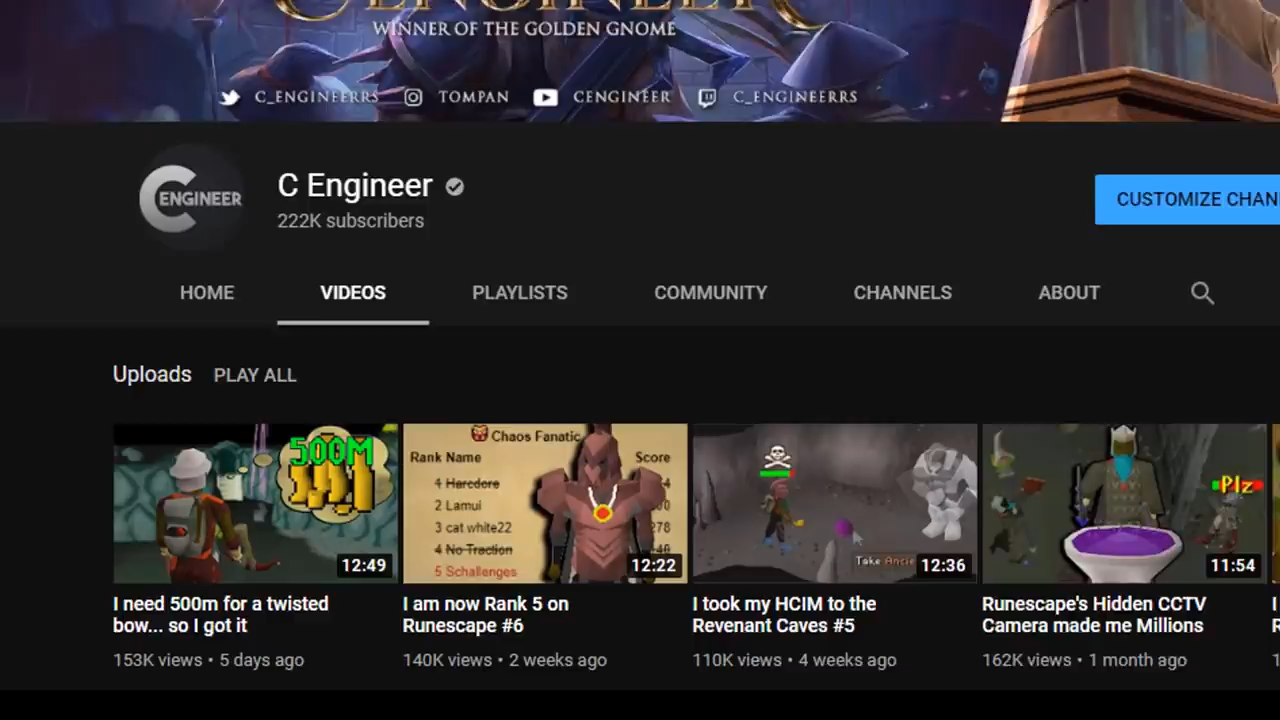 WINNER OF THE GOLDEN GNOME
C_ENGINEERRS TOMPAN CENGINEER C_ENGINEERRS
ENGINEER
C Engineer
222K subscribers
CUSTOMIZE CHAN
HOME VIDEOS PLAYLISTS COMMUNITY CHANNELS ABOUT
Uploads PLAY ALL
500M
12:49
Chaos Fanatic
Rank Name Score
4 Hardcore
2 Lamui
3 cat white22 278
4 No Traction
5 Schallenges
12:22
Take Ancie
12:36
Plz
11:54
I need 500m for a twisted
bow... so I got it
153K views • 5 days ago
I am now Rank 5 on
Runescape #6
140K views • 2 weeks ago
I took my HCIM to the
Revenant Caves #5
110K views • 4 weeks ago
Runescape's Hidden CCTV
Camera made me Millions
162K views • 1 month ago